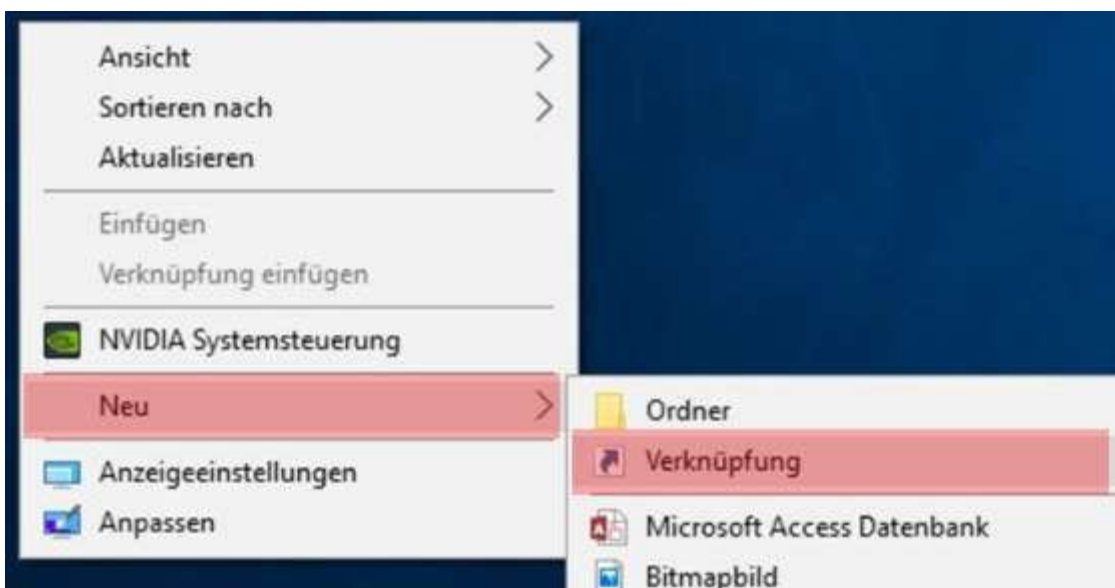 Ansicht
Sortieren nach
Aktualisieren
Einfügen
Verknüpfung einfügen
NVIDIA Systemsteuerung
Neu
Anzeigeeinstellungen
Anpassen
Ordner
Verknüpfung
Microsoft Access Datenbank
Bitmapbild